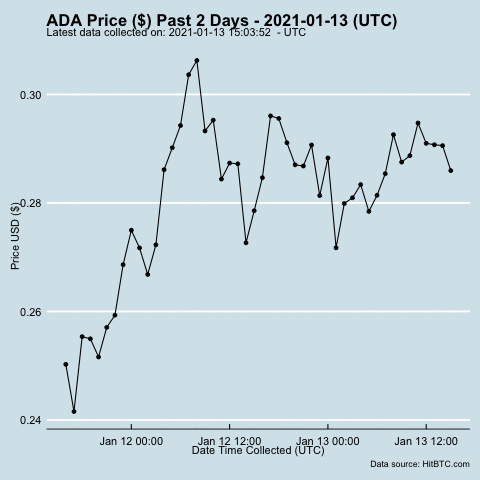 ADA Price ($) Past 2 Days - 2021-01-13 (UTC)
Latest data collected on: 2021-01-13 15:03:52 - UTC
0.30
0.28
0.26
0.24
Price USD ($)
Jan 12 00:00 Jan 12 12:00 Jan 13 00:00 Jan 13 12:00
Date Time Collected (UTC)
Data source: HitBTC.com